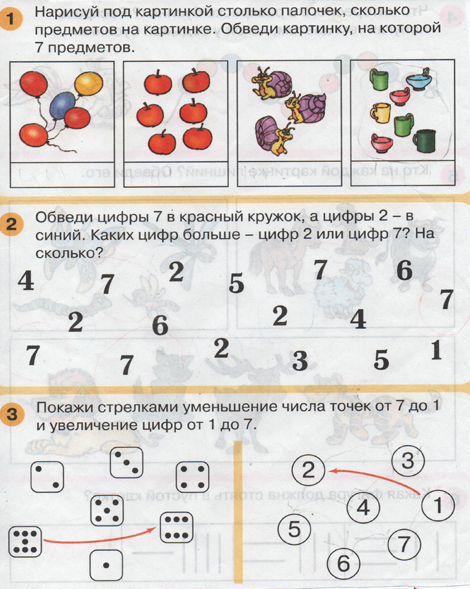 1 Нарисуй под картинкой столько палочек, сколько
предметов на картинке. Обведи картинку, на которой
7 предметов.
2 Обведи цифры 7 в красный кружок, а цифры 2 – в
синий. Каких цифр больше – цифр 2 или цифр 7? На
сколько?
4 7 2 5 7 6 7
2 6 2 4
7 7 2 3 5 1
3 Покажи стрелками уменьшение числа точек от 7 до 1
и увеличение цифр от 1 до 7.
2 3
4 1
5 7
6